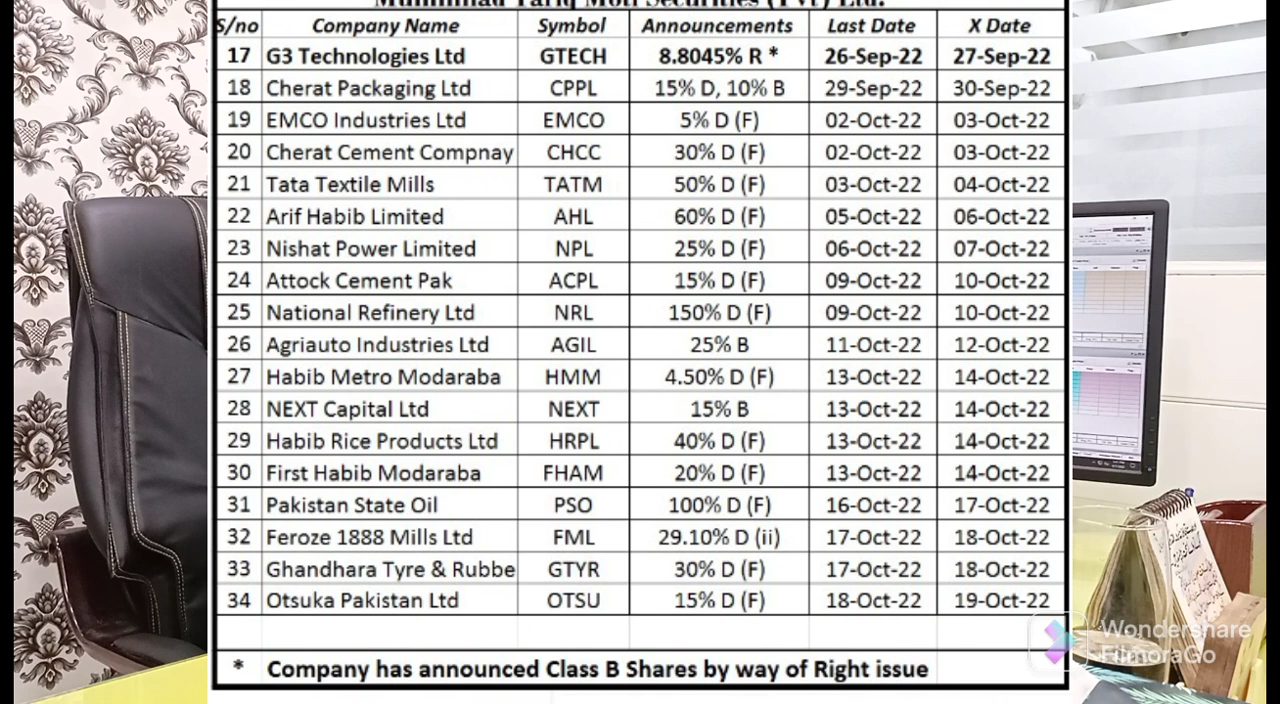 Muhammad Tariq Moti Securities (Pvt) Ltd.
S/no Company Name Symbol Announcements Last Date X Date
17 G3 Technologies Ltd GTECH 8.8045% R * 26-Sep-22 27-Sep-22
18 Cherat Packaging Ltd CPPL 15% D, 10% B 29-Sep-22 30-Sep-22
19 EMCO Industries Ltd EMCO 5% D (F) 02-Oct-22 03-Oct-22
20 Cherat Cement Compnay CHCC 30% D (F) 02-Oct-22 03-Oct-22
21 Tata Textile Mills TATM 50% D (F) 03-Oct-22 04-Oct-22
22 Arif Habib Limited AHL 60% D (F) 05-Oct-22 06-Oct-22
23 Nishat Power Limited NPL 25% D (F) 06-Oct-22 07-Oct-22
24 Attock Cement Pak ACPL 15% D (F) 09-Oct-22 10-Oct-22
25 National Refinery Ltd NRL 150% D (F) 09-Oct-22 10-Oct-22
26 Agriauto Industries Ltd AGIL 25% B 11-Oct-22 12-Oct-22
27 Habib Metro Modaraba HMM 4.50% D (F) 13-Oct-22 14-Oct-22
28 NEXT Capital Ltd NEXT 15% B 13-Oct-22 14-Oct-22
29 Habib Rice Products Ltd HRPL 40% D (F) 13-Oct-22 14-Oct-22
30 First Habib Modaraba FHAM 20% D (F) 13-Oct-22 14-Oct-22
31 Pakistan State Oil PSO 100% D (F) 16-Oct-22 17-Oct-22
32 Feroze 1888 Mills Ltd FML 29.10% D (ii) 17-Oct-22 18-Oct-22
33 Ghandhara Tyre & Rubbe GTYR 30% D (F) 17-Oct-22 18-Oct-22
34 Otsuka Pakistan Ltd OTSU 15% D (F) 18-Oct-22 19-Oct-22
* Company has announced Class B Shares by way of Right issue
Wondershare
FilmoraGo